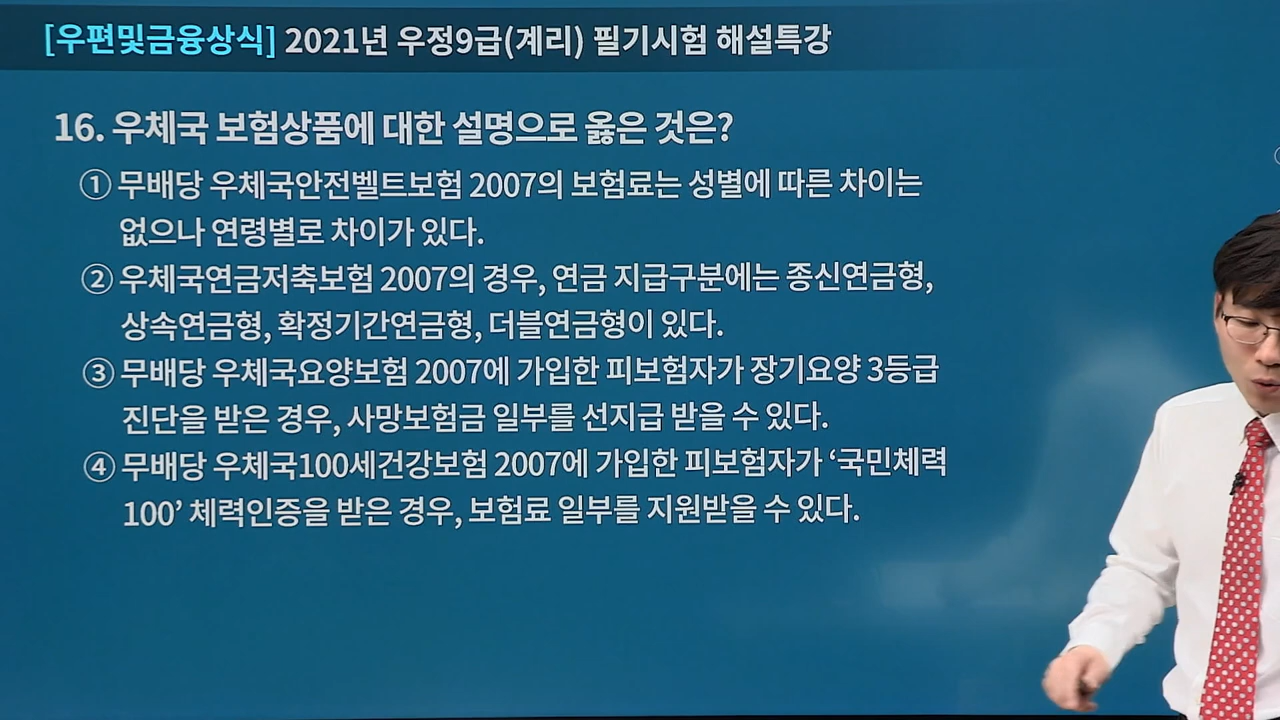 [우편및금융상식] 2021년 우정9급(계리) 필기시험 해설특강
16. 우체국 보험상품에 대한 설명으로 옳은 것은?
① 무배당 우체국안전벨트보험 2007의 보험료는 성별에 따른 차이는
없으나 연령별로 차이가 있다.
② 우체국연금저축보험 2007의 경우, 연금 지급구분에는 종신연금형,
상속연금형, 확정기간연금형, 더블연금형이 있다.
③ 무배당 우체국요양보험 2007에 가입한 피보험자가 장기요양 3등급
진단을 받은 경우, 사망보험금 일부를 선지급 받을 수 있다.
④ 무배당 우체국100세건강보험 2007에 가입한 피보험자가 ‘국민체력
100’ 체력인증을 받은 경우, 보험료 일부를 지원받을 수 있다.